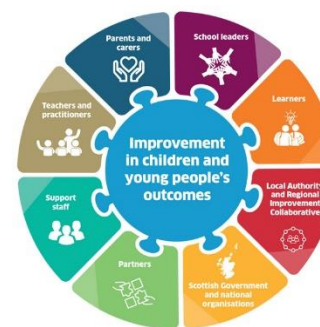 Parents and
carers
School leaders
Teachers and
practitioners
Learners
Improvement
in children and
young people's
outcomes
Local Authority
and Regional
Improvement
Collaborative
Support
staff
Partners
Scottish Government
and national
organisations